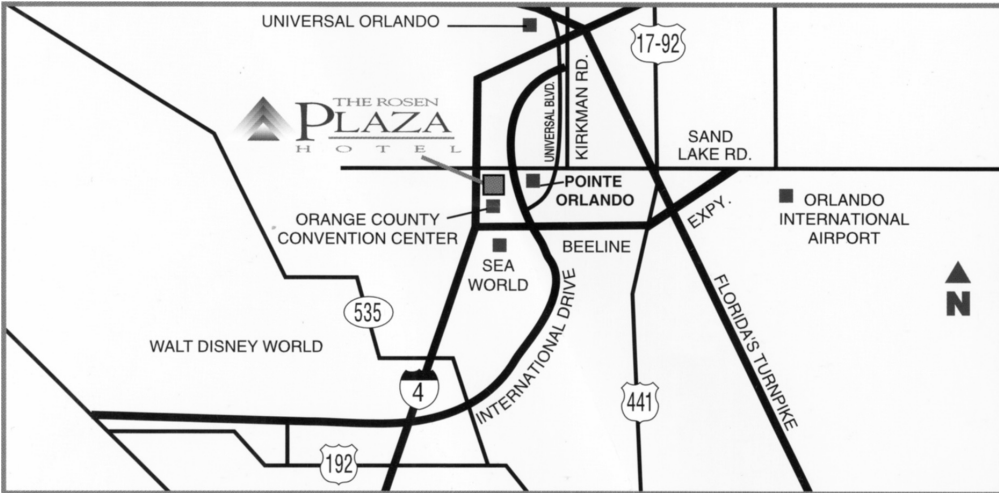 UNIVERSAL ORLANDO
17-92
KIRKMAN RD.
UNIVERSAL BLVD.
THE ROSEN
PLAZA
HOTEL
SAND
LAKE RD.
POINTE
ORLANDO
ORANGE COUNTY
CONVENTION CENTER
EXPY.
ORLANDO
INTERNATIONAL
AIRPORT
BEELINE
SEA
WORLD
N
535
INTERNATIONAL DRIVE
FLORIDA'S TURNPIKE
WALT DISNEY WORLD
4
441
192